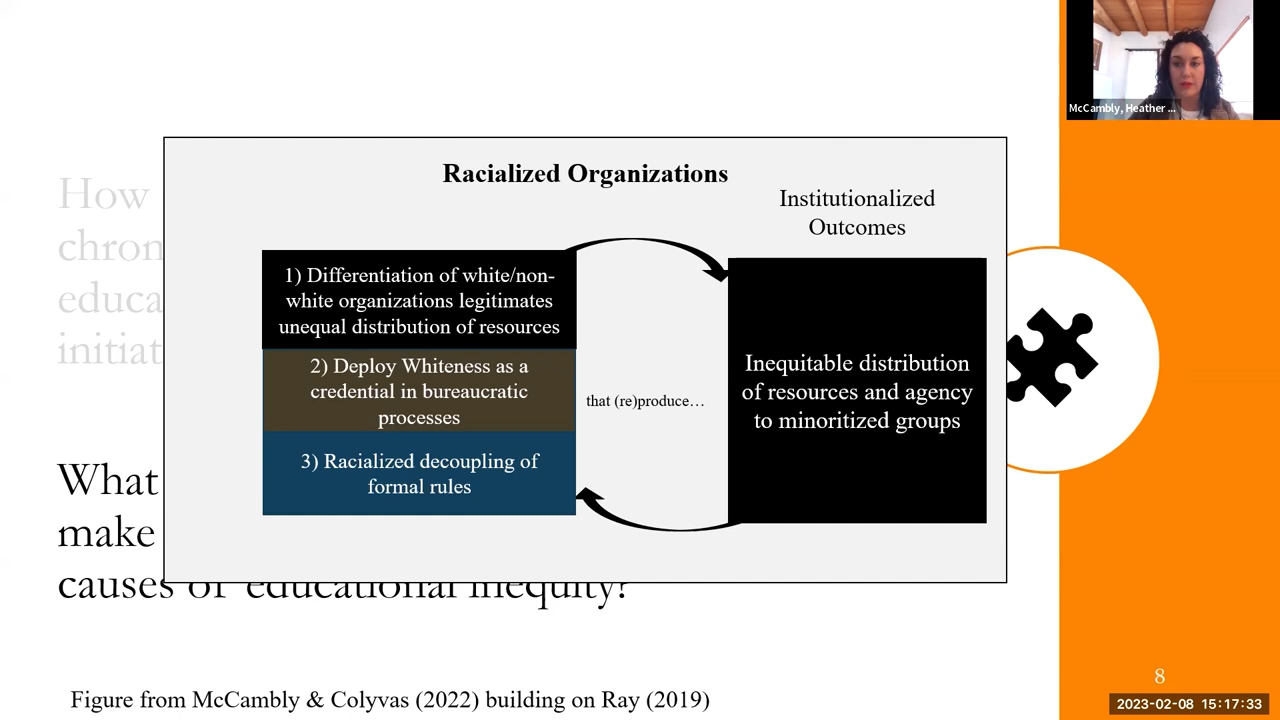 McCambly, Heather ...
How
chron
educa
initiat
What
make
causes of educational inequity?
Racialized Organizations
Institutionalized
Outcomes
1) Differentiation of white/non-
white organizations legitimates
unequal distribution of resources
2) Deploy Whiteness as a
credential in bureaucratic
processes
3) Racialized decoupling of
formal rules
that (re)produce…
Inequitable distribution
of resources and agency
to minoritized groups
8
Figure from McCambly & Colyvas (2022) building on Ray (2019)
2023-02-08 15:17:33